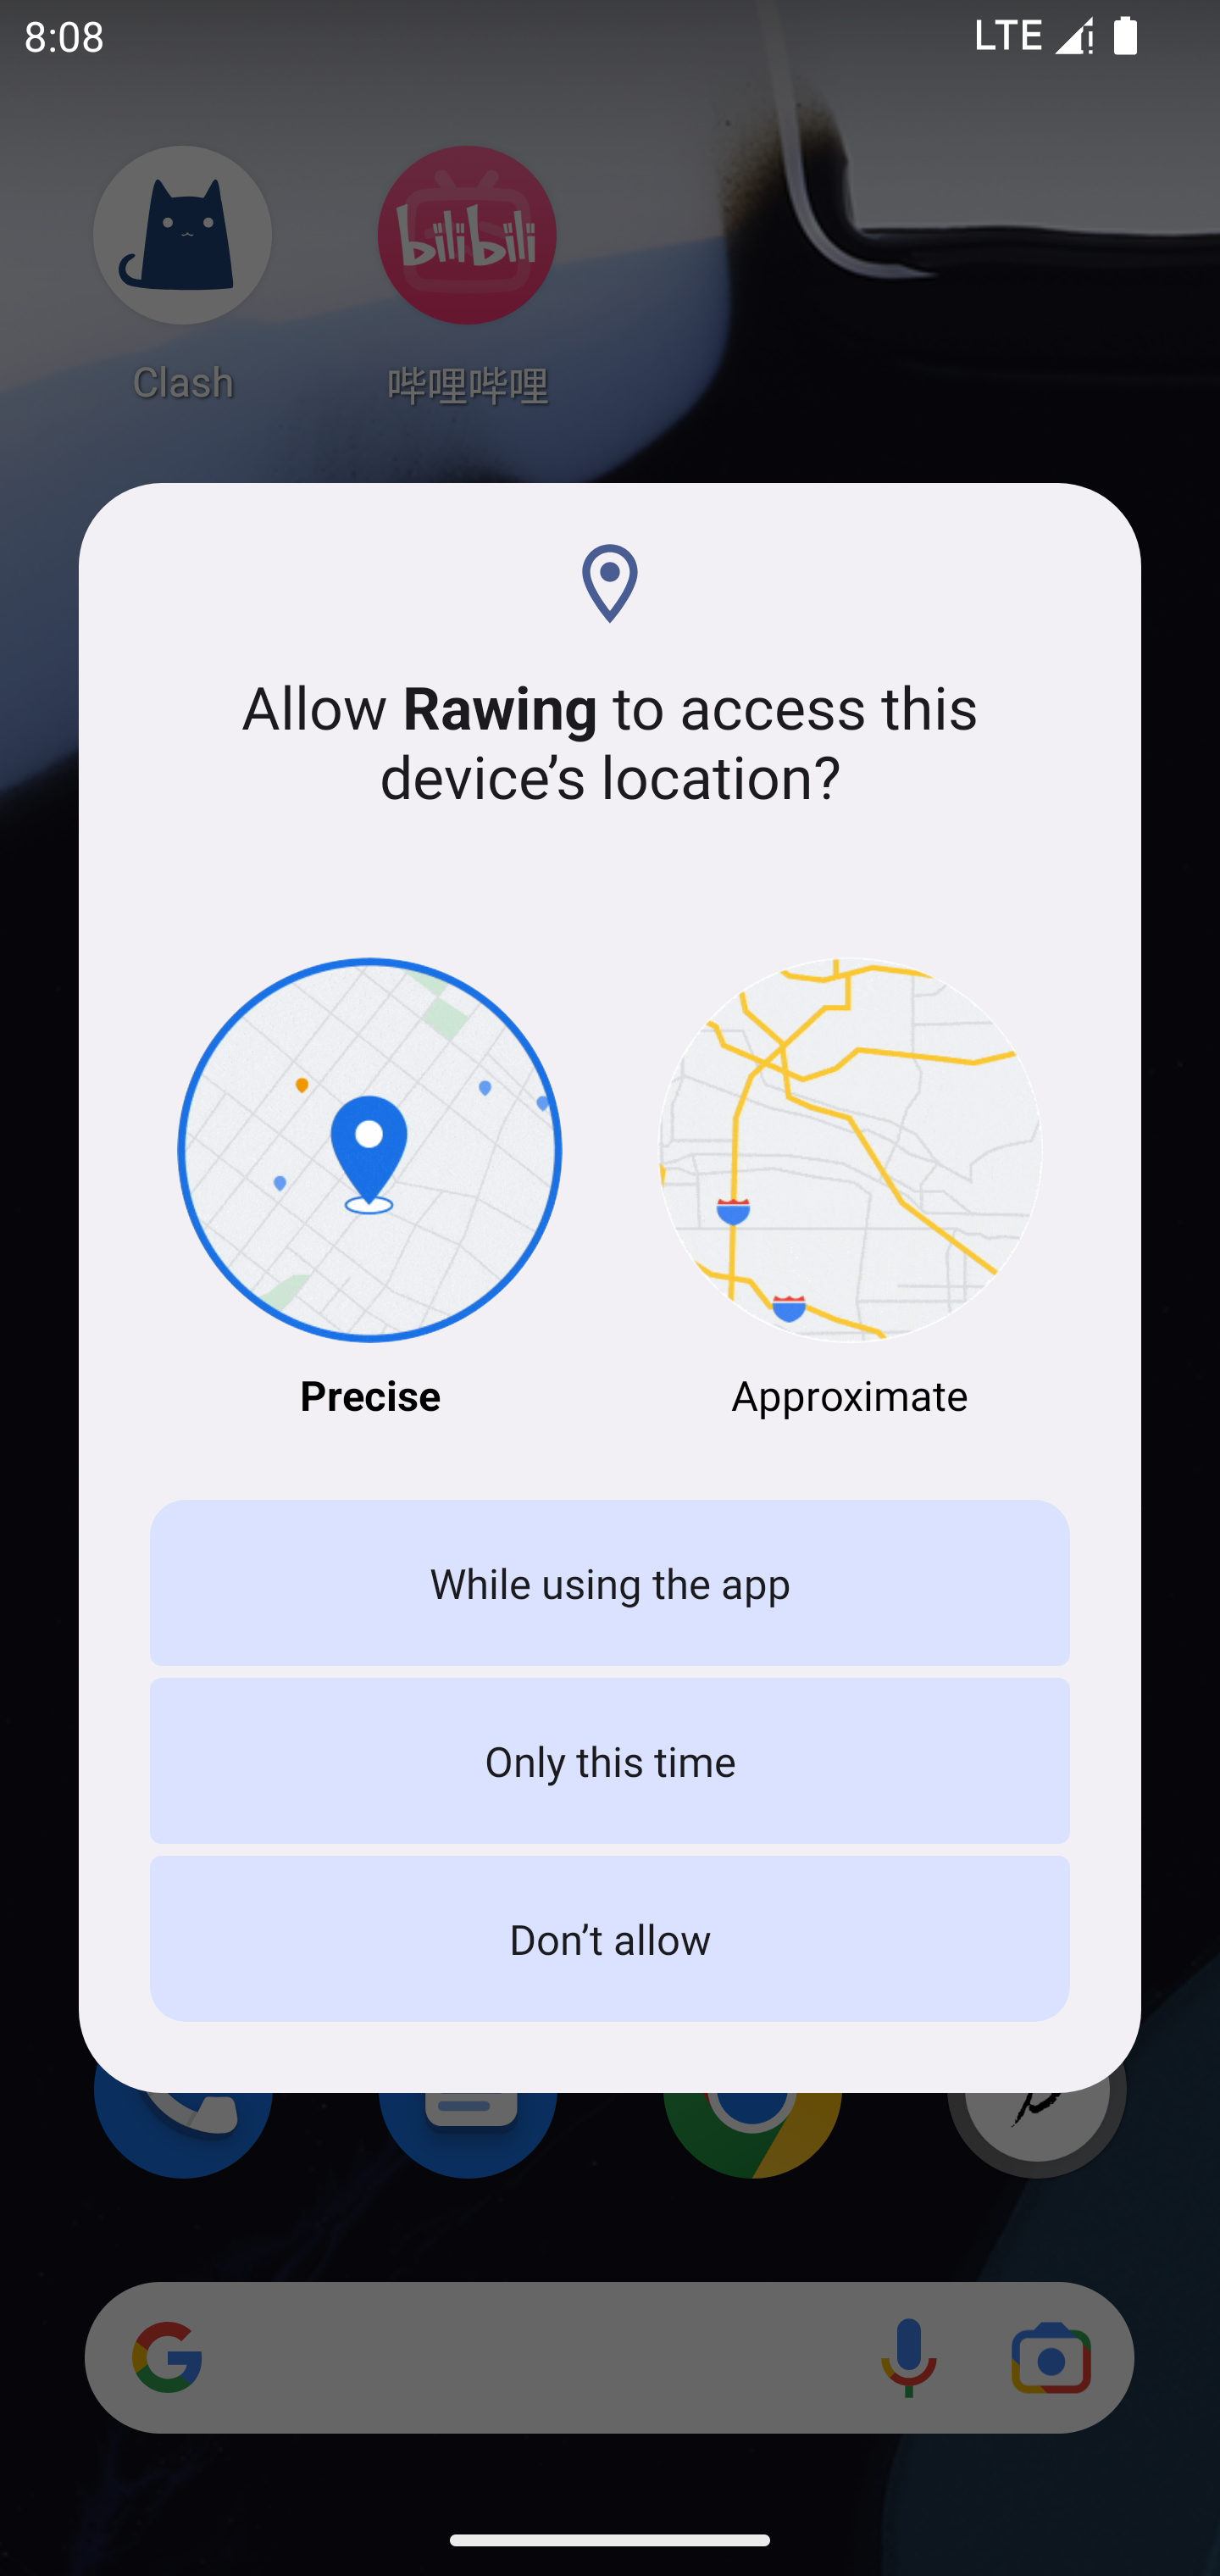 8:08
LTE
bilibili
Clash
哔哩哔哩
Allow Rawing to access this
device’s location?
Precise
Approximate
While using the app
Only this time
Don’t allow